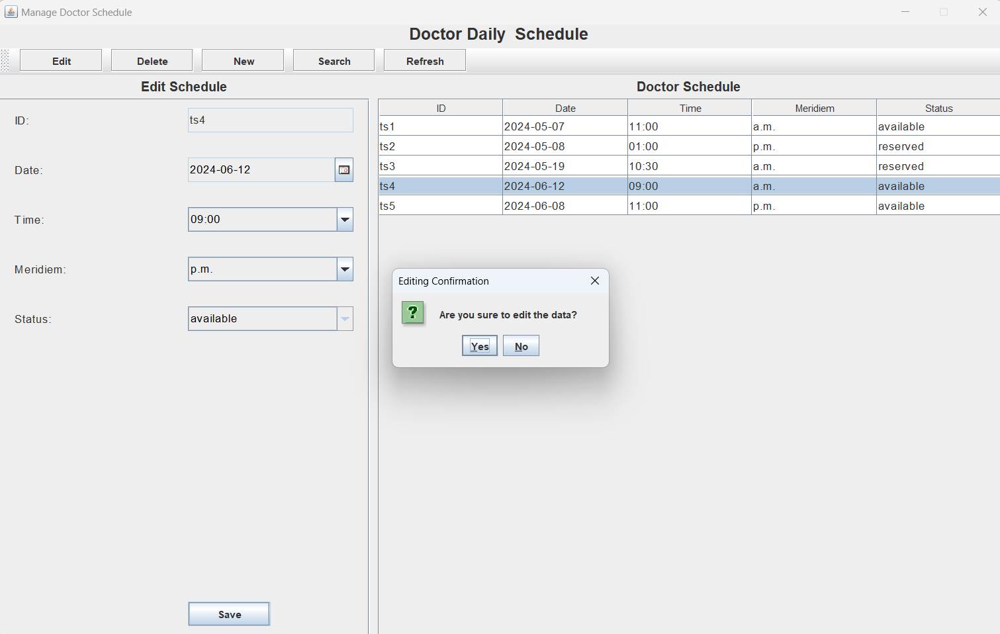 Manage Doctor Schedule
Doctor Daily  Schedule
Edit Delete New Search Refresh
Edit Schedule
ID: ts4
Date: 2024-06-12
Time: 09:00
Meridiem: p.m.
Status: available
Save
Doctor Schedule
ID Date Time Meridiem Status
ts1 2024-05-07 11:00 a.m. available
ts2 2024-05-08 01:00 p.m. reserved
ts3 2024-05-19 10:30 a.m. reserved
ts4 2024-06-12 09:00 a.m. available
ts5 2024-06-08 11:00 p.m. available
Editing Confirmation
? Are you sure to edit the data?
Yes No